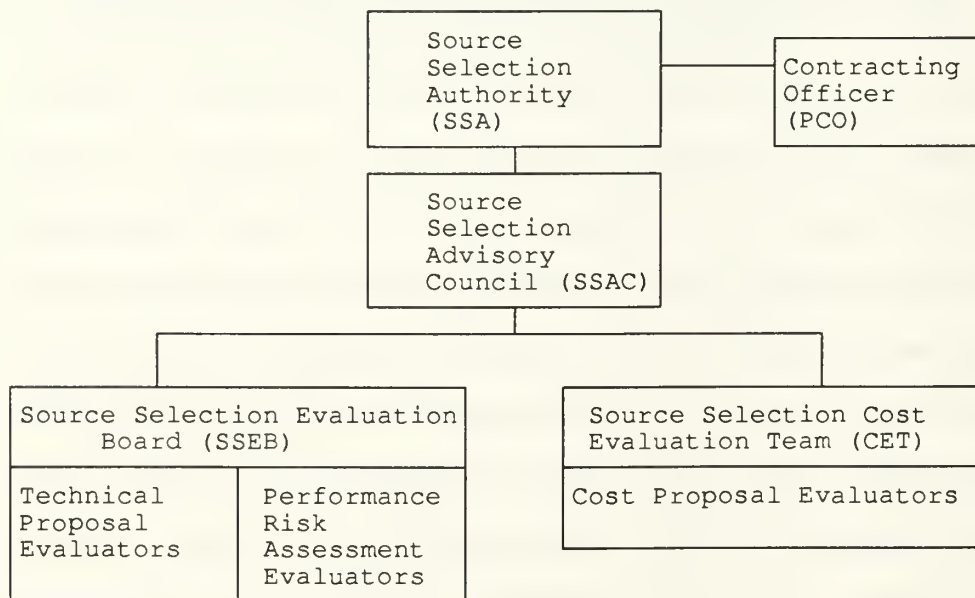 Source
Selection
Authority
(SSA)
Contracting
Officer
(PCO)
Source
Selection
Advisory
Council (SSAC)
Source Selection Evaluation
Board (SSEB)
Technical
Proposal
Evaluators
Performance
Risk
Assessment
Evaluators
Source Selection Cost
Evaluation Team (CET)
Cost Proposal Evaluators